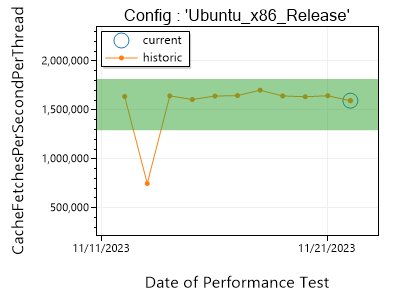 Config : 'Ubuntu_x86_Release'
current
historic
CacheFetchesPerSecondPerThread
2,000,000
1,500,000
1,000,000
500,000
11/11/2023
11/21/2023
Date of Performance Test